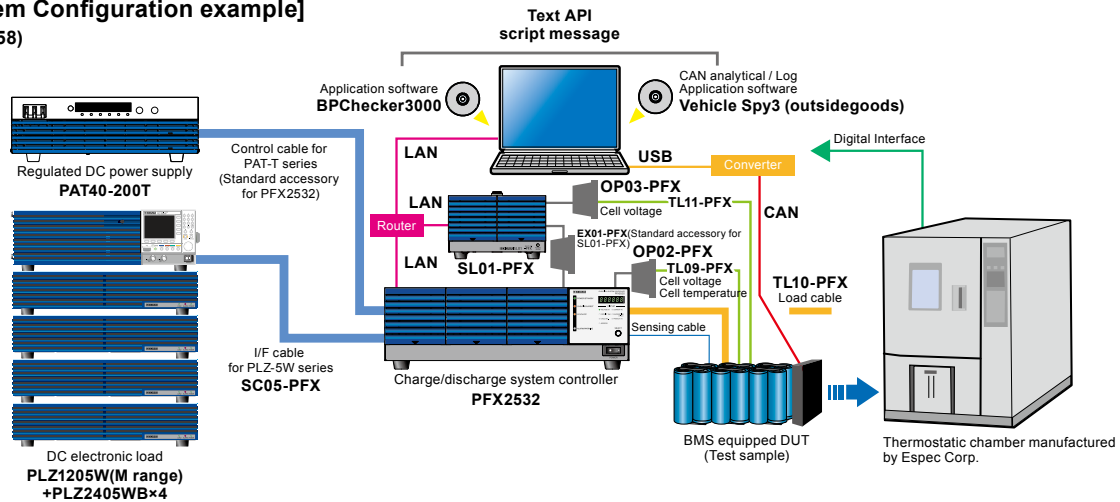 em Configuration example]
58)
Text API
script message
Application software
BPChecker3000
CAN analytical / Log
Application software
Vehicle Spy3 (outsidegoods)
Regulated DC power supply
PAT40-200T
Control cable for
PAT-T series
(Standard accessory
for PFX2532)
LAN
USB
Converter
Digital Interface
LAN
Router
LAN
SL01-PFX
OP03-PFX
Cell voltage
TL11-PFX
CAN
EX01-PFX(Standard accessory for
SL01-PFX)
OP02-PFX
TL09-PFX
Cell voltage
Cell temperature
TL10-PFX
Load cable
Sensing cable
I/F cable
for PLZ-5W series
SC05-PFX
Charge/discharge system controller
PFX2532
BMS equipped DUT
(Test sample)
Thermostatic chamber manufactured
by Espec Corp.
DC electronic load
PLZ1205W(M range)
+PLZ2405WB×4